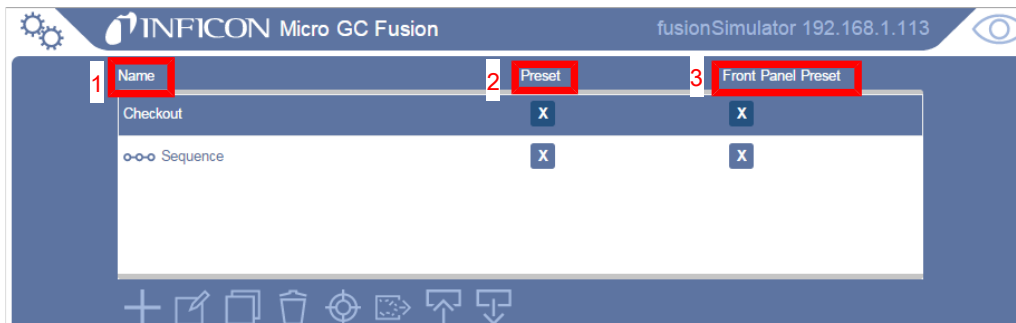 INFICON Micro GC Fusion fusionSimulator 192.168.1.113
1 Name 2 Preset 3 Front Panel Preset
Checkout X X
Sequence X X